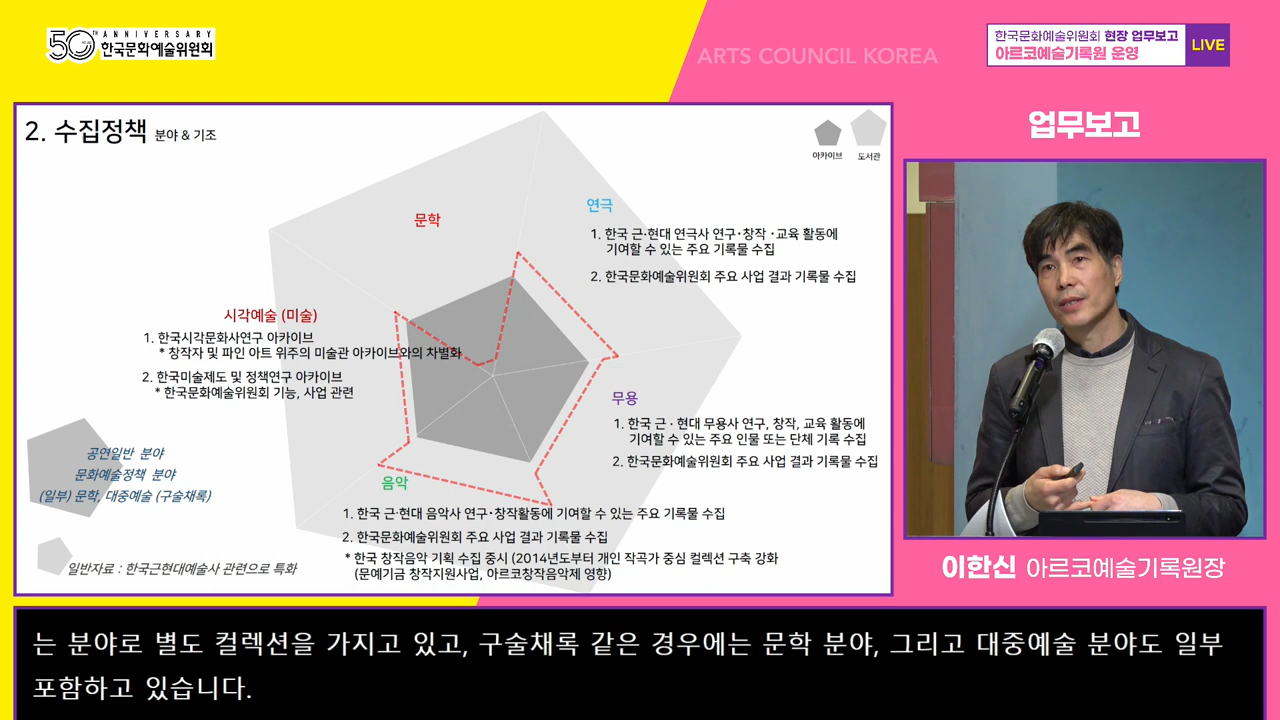 50TH ANNIVERSARY
한국문화예술위원회
ARTS COUNCIL KOREA
한국문화예술위원회 현장 업무보고
아르코예술기록원 운영
LIVE
2. 수집정책 분야 & 기조
아카이브
도서관
문학
연극
1. 한국 근·현대 연극사 연구·창작 ·교육 활동에
기여할 수 있는 주요 기록물 수집
2. 한국문화예술위원회 주요 사업 결과 기록물 수집
시각예술 (미술)
1. 한국시각문화사연구 아카이브
* 창작자 및 파인 아트 위주의 미술관 아카이브와의 차별화
2. 한국미술제도 및 정책연구 아카이브
* 한국문화예술위원회 기능, 사업 관련
무용
1. 한국 근 · 현대 무용사 연구, 창작, 교육 활동에
기여할 수 있는 주요 인물 또는 단체 기록 수집
2. 한국문화예술위원회 주요 사업 결과 기록물 수집
공연일반 분야
문화예술정책 분야
(일부) 문학, 대중예술 (구술채록)
음악
1. 한국 근·현대 음악사 연구·창작활동에 기여할 수 있는 주요 기록물 수집
2. 한국문화예술위원회 주요 사업 결과 기록물 수집
* 한국 창작음악 기획 수집 중시 (2014년도부터 개인 작곡가 중심 컬렉션 구축 강화
(문예기금 창작지원사업, 아르코창작음악제 영향)
일반자료 : 한국근현대예술사 관련으로 특화
업무보고
이한신 아르코예술기록원장
는 분야로 별도 컬렉션을 가지고 있고, 구술채록 같은 경우에는 문학 분야, 그리고 대중예술 분야도 일부
포함하고 있습니다.